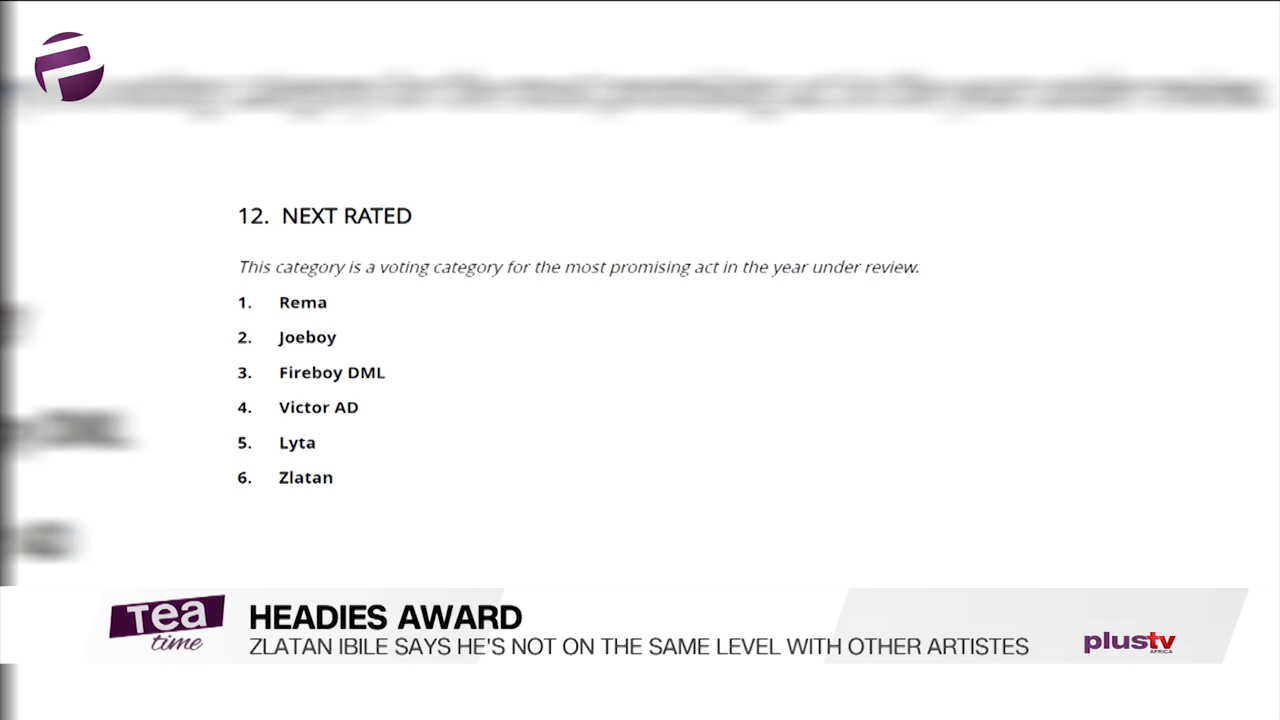 12. NEXT RATED
This category is a voting category for the most promising act in the year under review.
1. Rema
2. Joeboy
3. Fireboy DML
4. Victor AD
5. Lyta
6. Zlatan
Tea time
HEADIES AWARD
ZLATAN IBILE SAYS HE'S NOT ON THE SAME LEVEL WITH OTHER ARTISTES
plustv
AFRICA